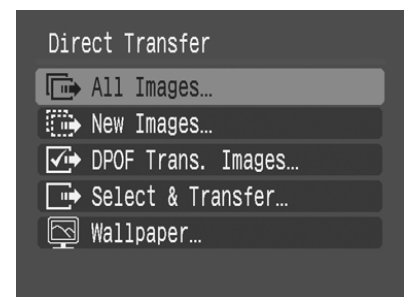 Direct Transfer
All Images...
New Images...
DPOF Trans. Images...
Select & Transfer...
Wallpaper...